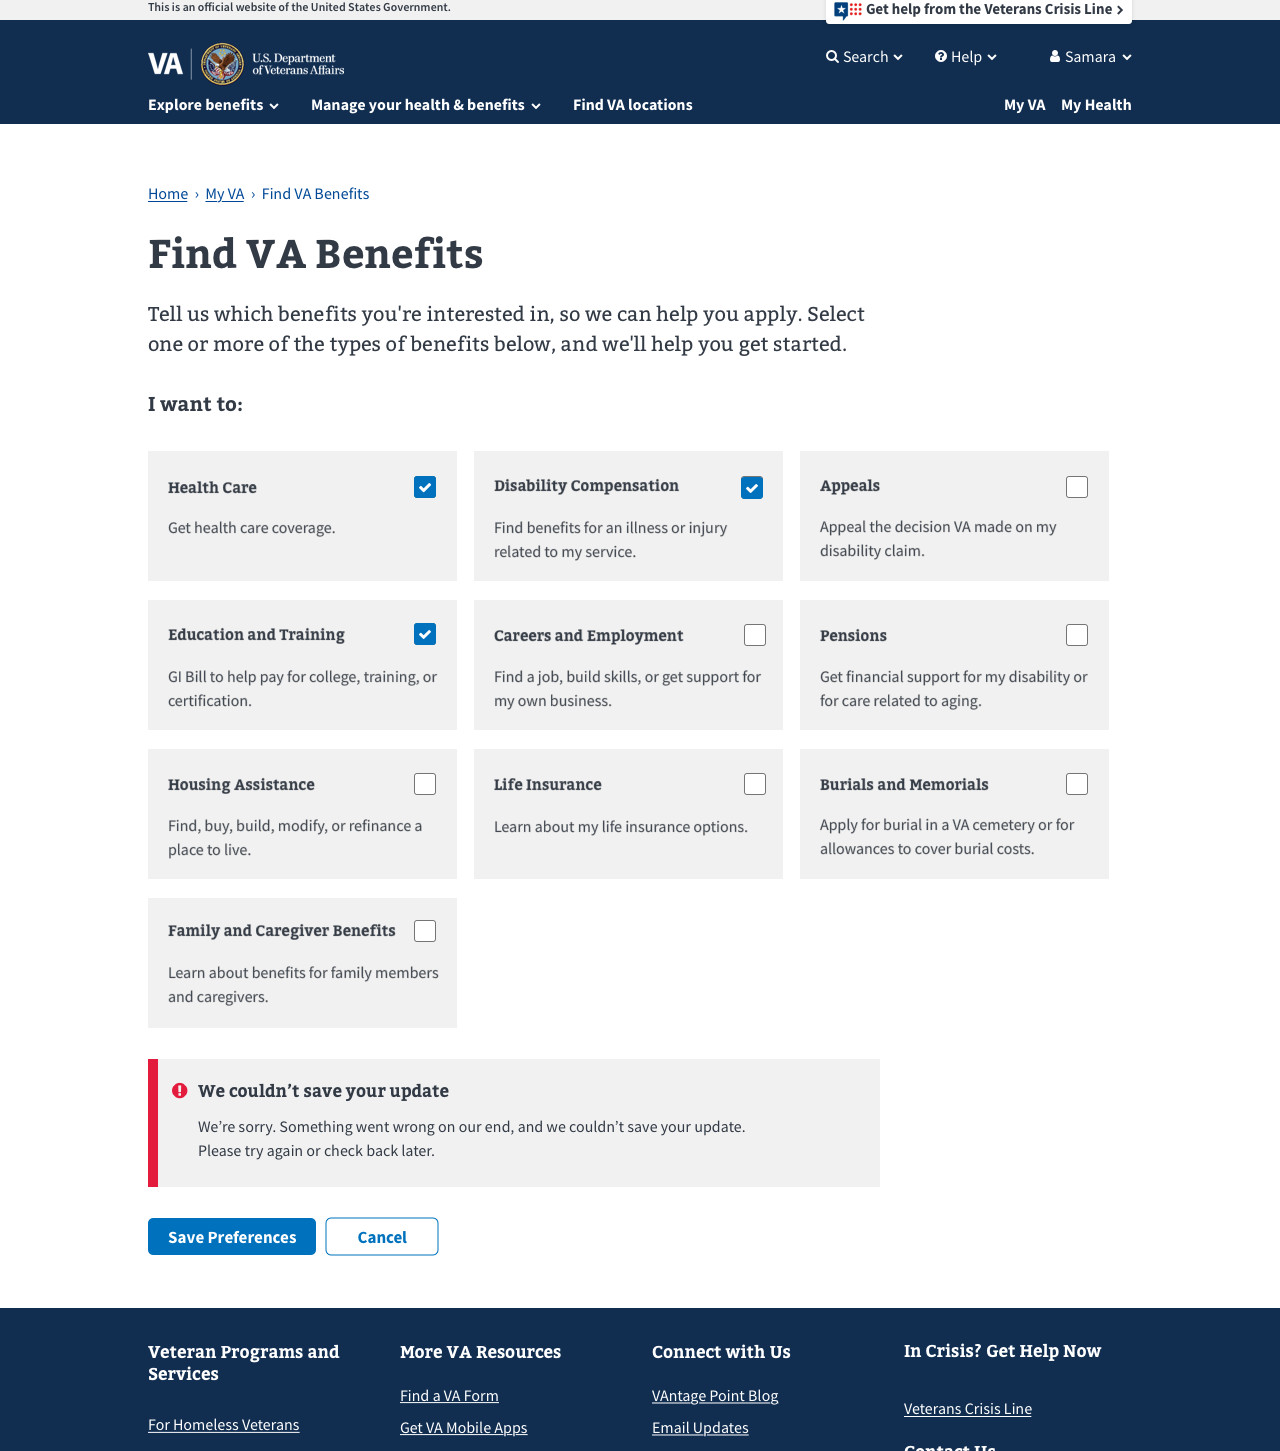 This is an official website of the United States Government.
Get help from the Veterans Crisis Line
VA
U.S. Department
of Veterans Affairs
Search
Help
Samara
Explore benefits
Manage your health & benefits
Find VA locations
My VA
My Health
Home › My VA › Find VA Benefits
Find VA Benefits
Tell us which benefits you're interested in, so we can help you apply. Select
one or more of the types of benefits below, and we'll help you get started.
I want to:
Health Care
Get health care coverage.
Disability Compensation
Find benefits for an illness or injury
related to my service.
Appeals
Appeal the decision VA made on my
disability claim.
Education and Training
GI Bill to help pay for college, training, or
certification.
Careers and Employment
Find a job, build skills, or get support for
my own business.
Pensions
Get financial support for my disability or
for care related to aging.
Housing Assistance
Find, buy, build, modify, or refinance a
place to live.
Life Insurance
Learn about my life insurance options.
Burials and Memorials
Apply for burial in a VA cemetery or for
allowances to cover burial costs.
Family and Caregiver Benefits
Learn about benefits for family members
and caregivers.
We couldn’t save your update
We’re sorry. Something went wrong on our end, and we couldn’t save your update.
Please try again or check back later.
Save Preferences
Cancel
Veteran Programs and
Services
For Homeless Veterans
More VA Resources
Find a VA Form
Get VA Mobile Apps
Connect with Us
VAntage Point Blog
Email Updates
In Crisis? Get Help Now
Veterans Crisis Line
Contact Us